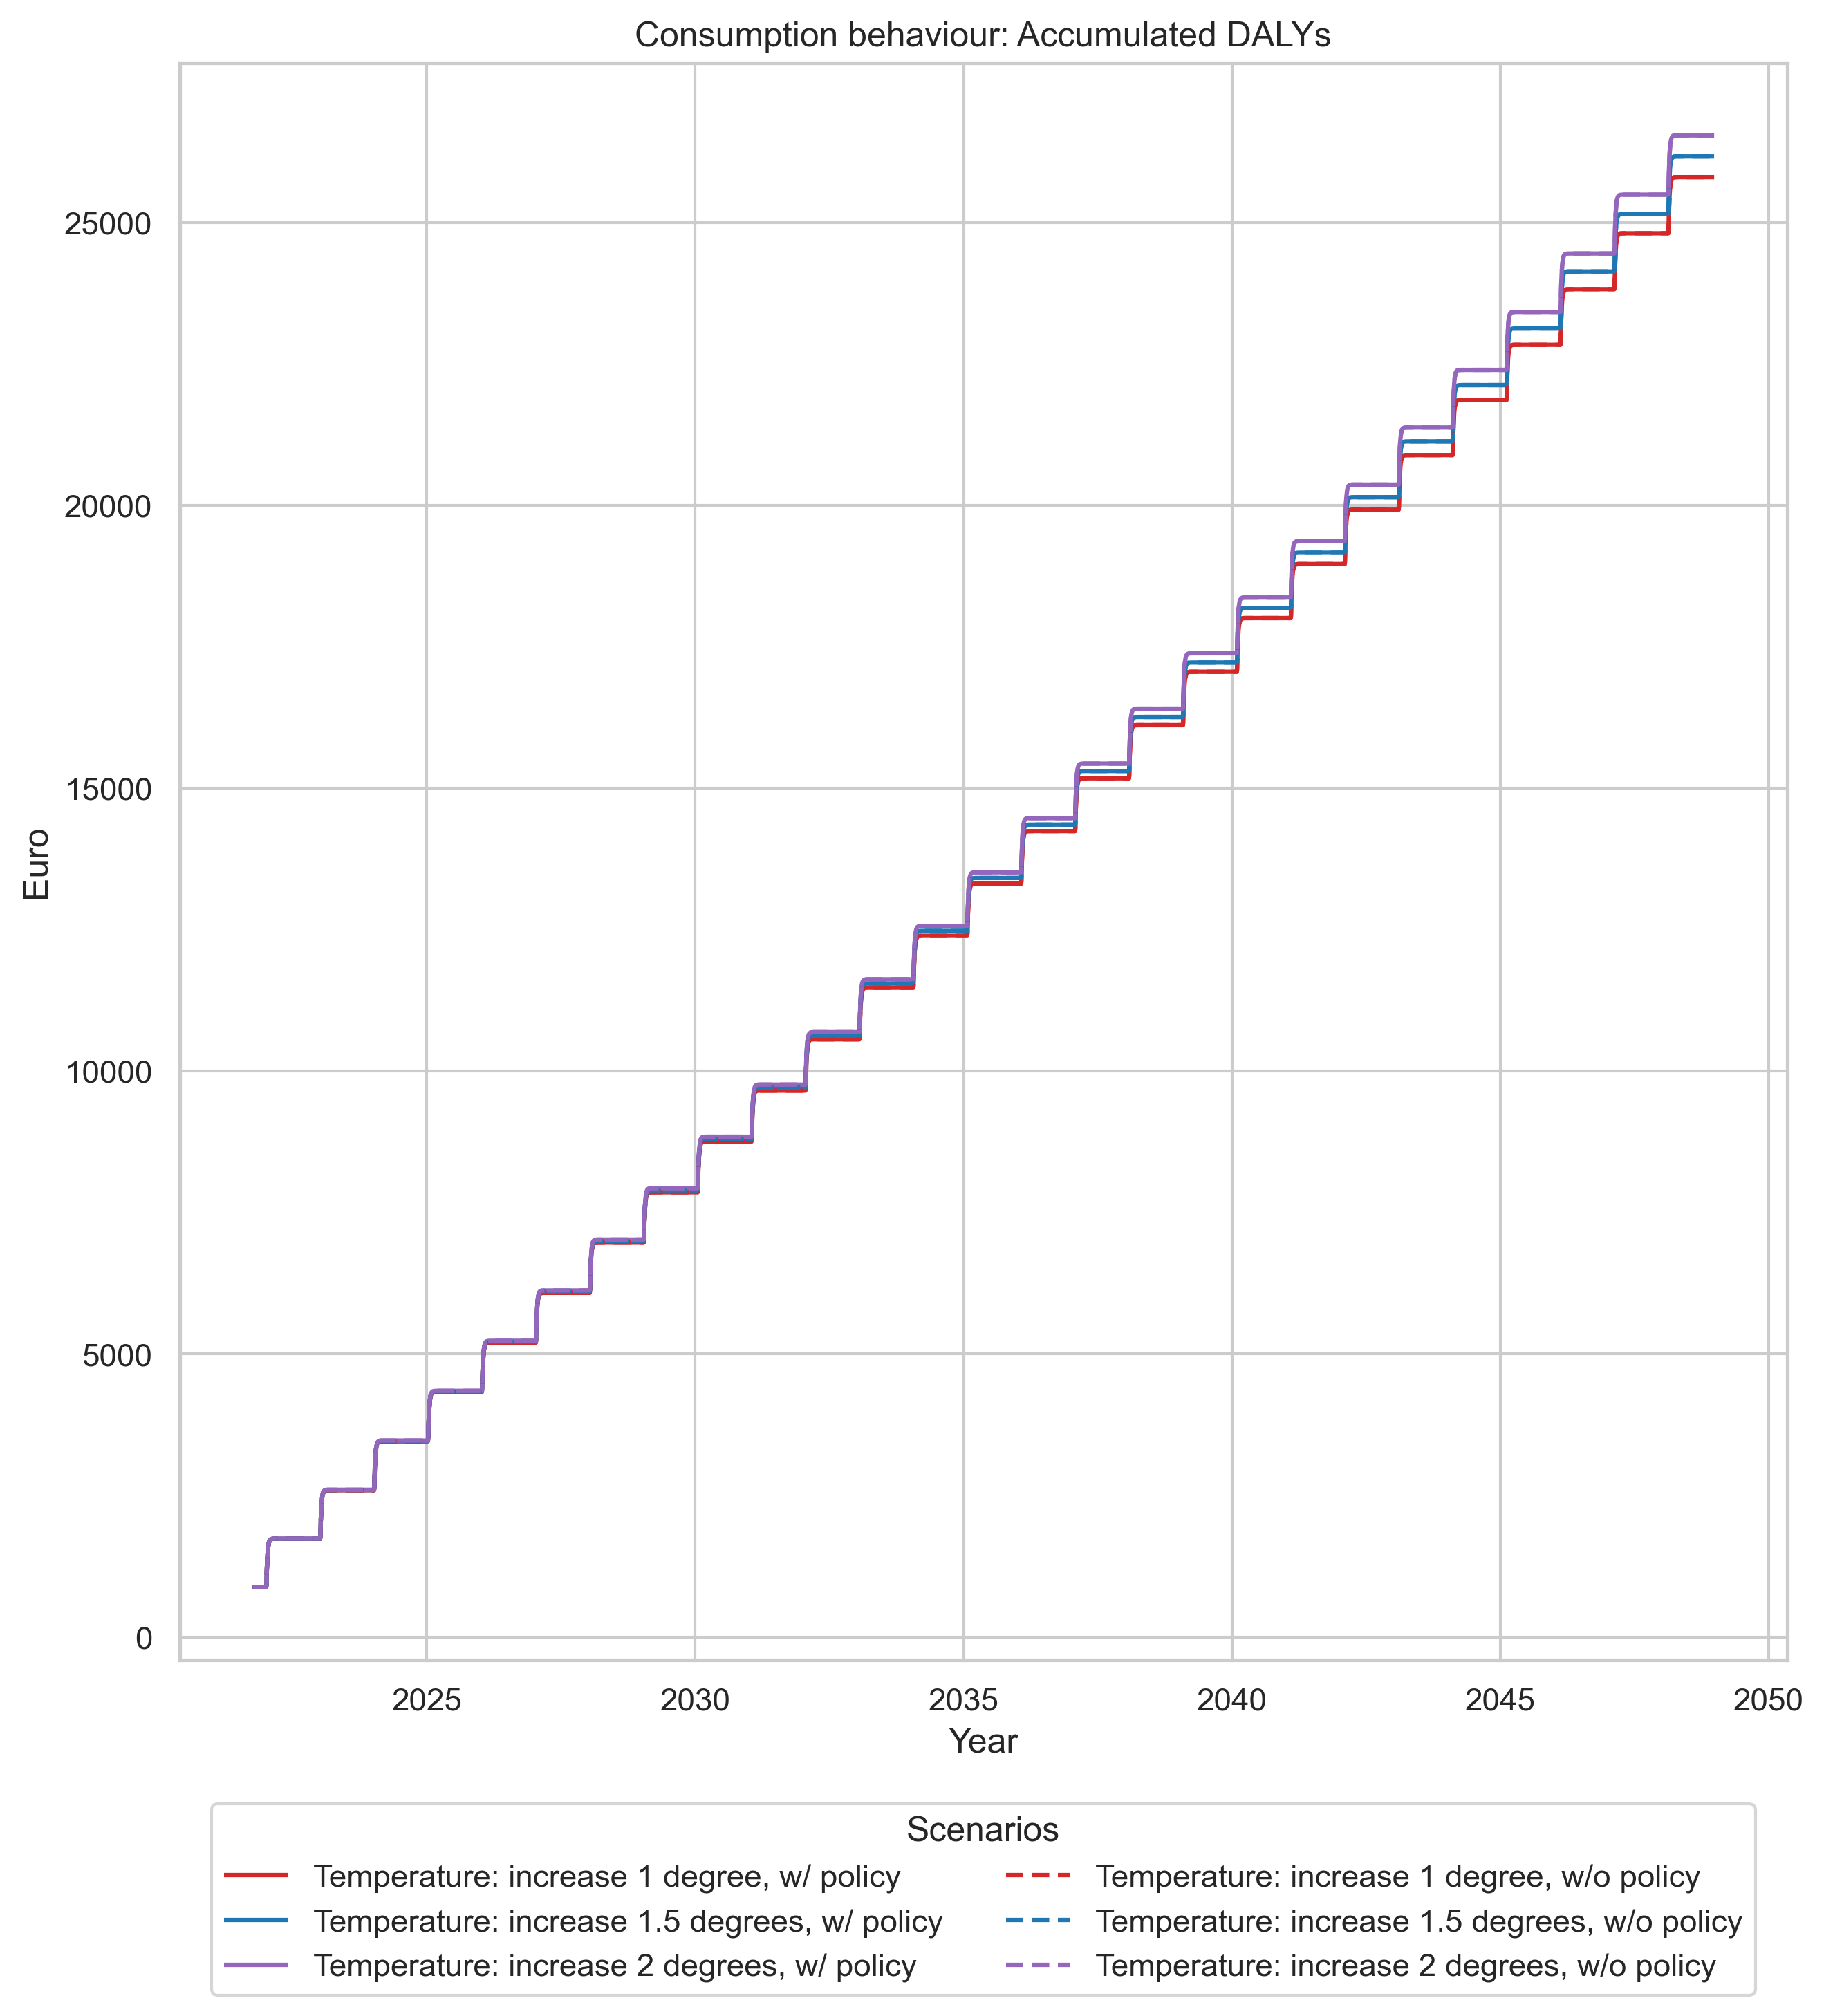 Consumption behaviour: Accumulated DALYs
25000
20000
15000
10000
5000
0
Euro
2025 2030 2035 2040 2045 2050
Year
Scenarios
Temperature: increase 1 degree, w/ policy
Temperature: increase 1.5 degrees, w/ policy
Temperature: increase 2 degrees, w/ policy
Temperature: increase 1 degree, w/o policy
Temperature: increase 1.5 degrees, w/o policy
Temperature: increase 2 degrees, w/o policy